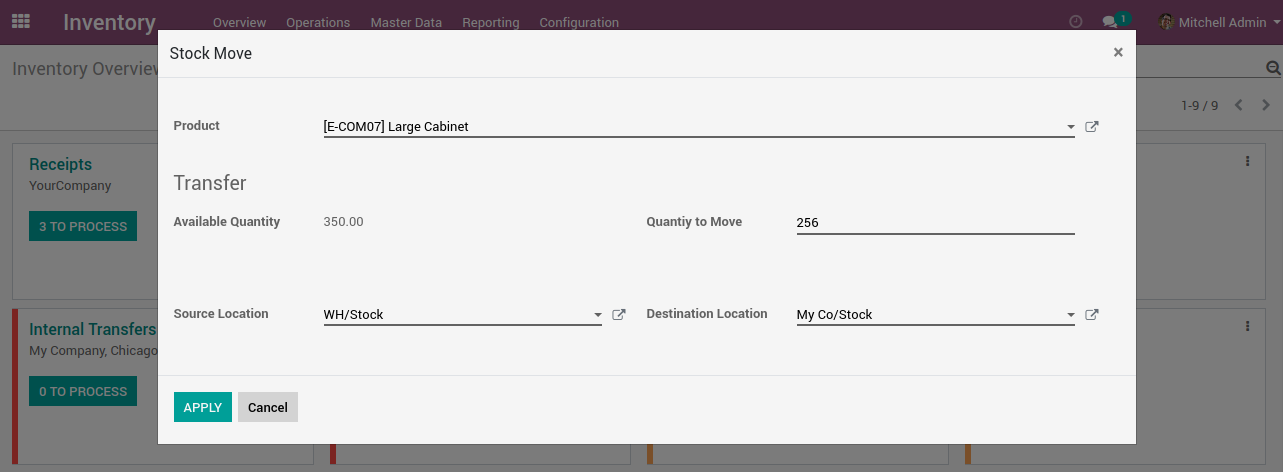 Inventory Overview Operations Master Data Reporting Configuration 1 Mitchell Admin
Stock Move ×
Inventory Overview
1-9 / 9
Product [E-COM07] Large Cabinet
Receipts
YourCompany
3 TO PROCESS
Transfer
Available Quantity 350.00 Quantiy to Move 256
Source Location WH/Stock Destination Location My Co/Stock
Internal Transfers
My Company, Chicago
0 TO PROCESS
APPLY Cancel